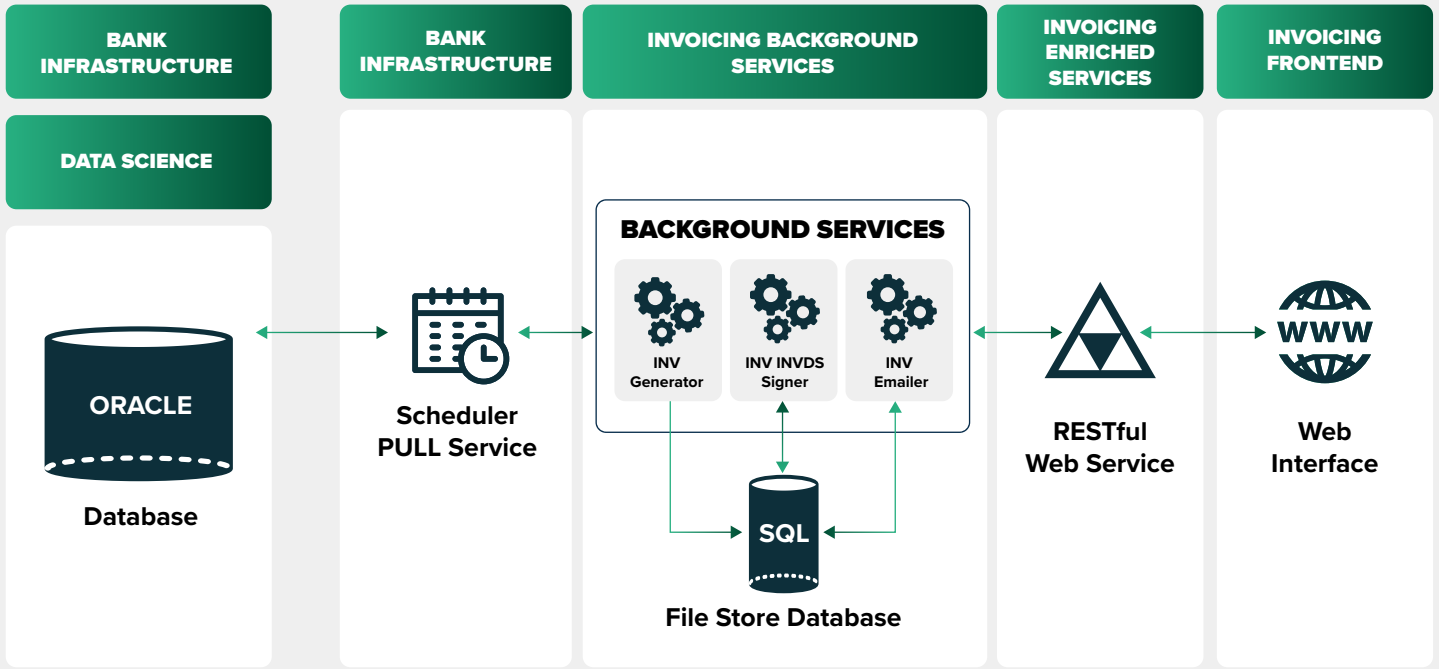 BANK
INFRASTRUCTURE
DATA SCIENCE
ORACLE
Database
BANK
INFRASTRUCTURE
Scheduler
PULL Service
INVOICING BACKGROUND
SERVICES
BACKGROUND SERVICES
INV
Generator
INV INVDS
Signer
INV
Emailer
SQL
File Store Database
INVOICING
ENRICHED
SERVICES
RESTful
Web Service
INVOICING
FRONTEND
WWW
Web
Interface